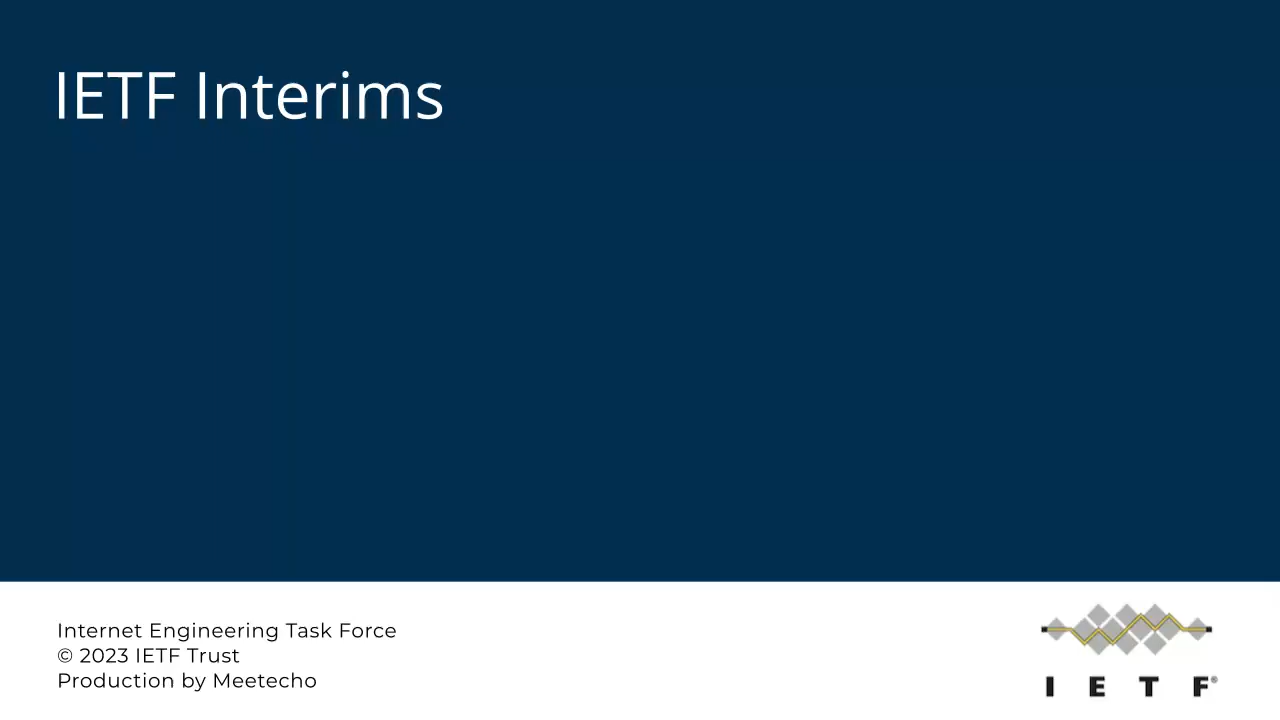 IETF Interims
Internet Engineering Task Force
© 2023 IETF Trust
Production by Meetecho
I E T F®